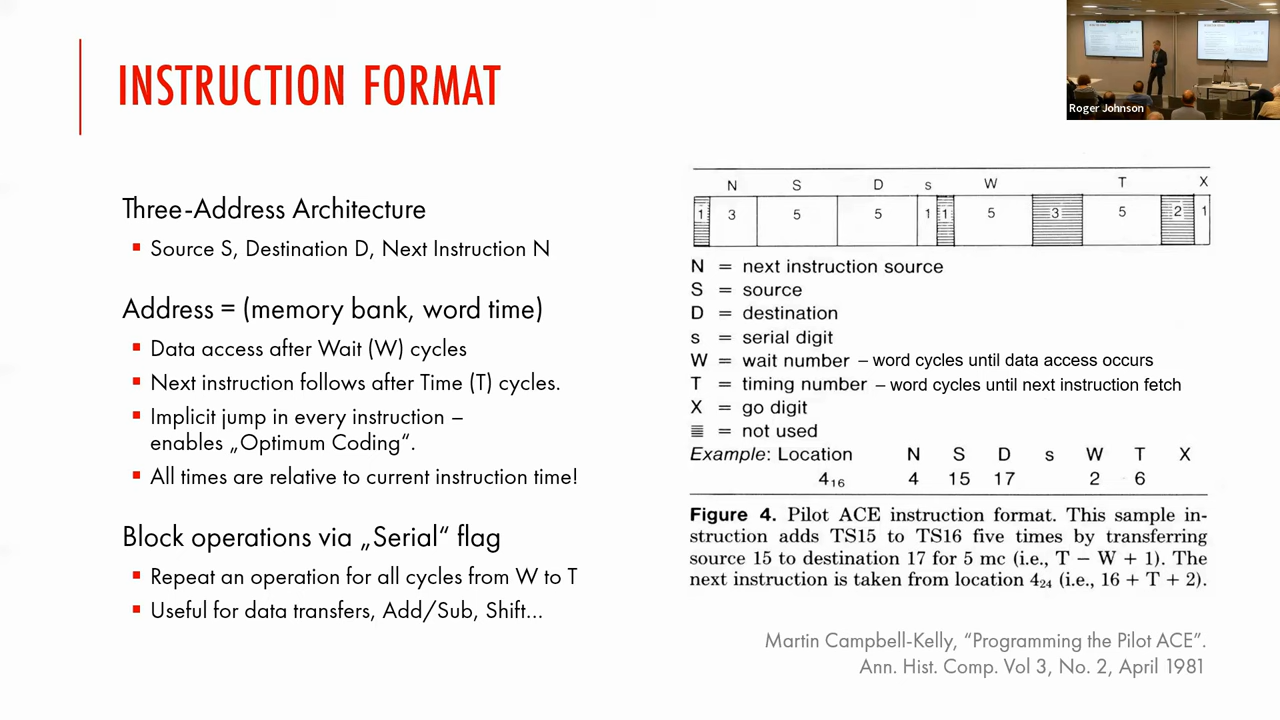 INSTRUCTION FORMAT
Roger Johnson
Three-Address Architecture
Source S, Destination D, Next Instruction N
Address = (memory bank, word time)
Data access after Wait (W) cycles
Next instruction follows after Time (T) cycles.
Implicit jump in every instruction –
enables „Optimum Coding“.
All times are relative to current instruction time!
Block operations via „Serial“ flag
Repeat an operation for all cycles from W to T
Useful for data transfers, Add/Sub, Shift...
N S D s W T X
1 3 5 5 1 1 5 3 5 2 1
N = next instruction source
S = source
D = destination
s = serial digit
W = wait number – word cycles until data access occurs
T = timing number – word cycles until next instruction fetch
X = go digit
≡ = not used
Example: Location N S D s W T X
4₁₆ 4 15 17 2 6
Figure 4. Pilot ACE instruction format. This sample in-
struction adds TS15 to TS16 five times by transferring
source 15 to destination 17 for 5 mc (i.e., T − W + 1). The
next instruction is taken from location 4₂₄ (i.e., 16 + T + 2).
Martin Campbell-Kelly, “Programming the Pilot ACE”.
Ann. Hist. Comp. Vol 3, No. 2, April 1981